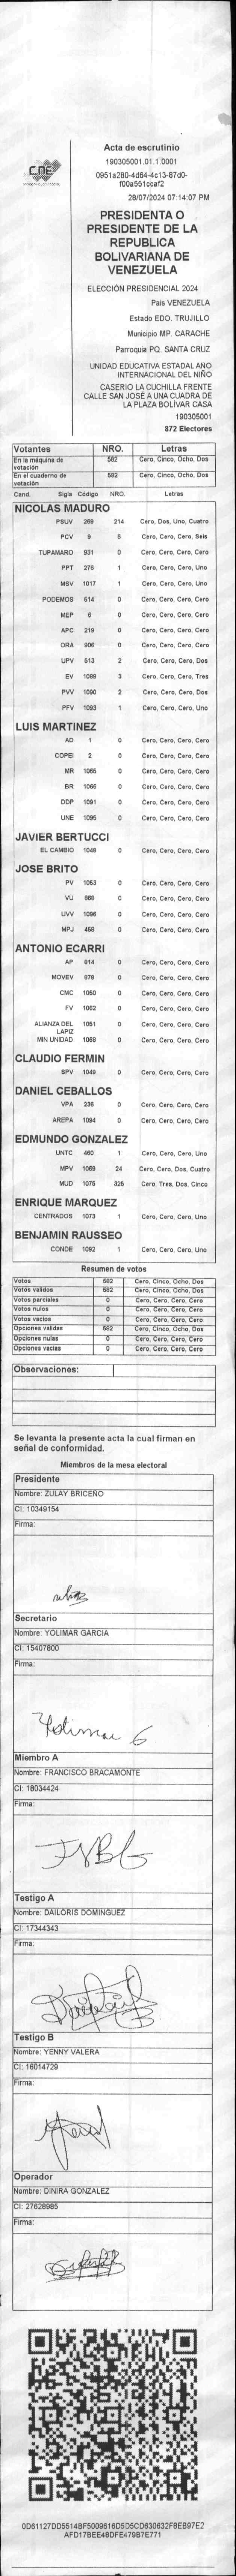 CNE
Acta de escrutinio
190305001.01.1.0001
0951a280-4d64-4c13-87d0-
f00a551ccaf2
28/07/2024 07:14:07 PM
PRESIDENTA O
PRESIDENTE DE LA
REPUBLICA
BOLIVARIANA DE
VENEZUELA
ELECCIÓN PRESIDENCIAL 2024
País VENEZUELA
Estado EDO. TRUJILLO
Municipio MP. CARACHE
Parroquia PQ. SANTA CRUZ
UNIDAD EDUCATIVA ESTADAL ANO
INTERNACIONAL DEL NIÑO
CASERIO LA CUCHILLA FRENTE
CALLE SAN JOSÉ A UNA CUADRA DE
LA PLAZA BOLIVAR CASA
190305001
872 Electores
Votantes NRO. Letras
En la máquina de votación 582 Cero, Cinco, Ocho, Dos
En el cuaderno de votación 582 Cero, Cinco, Ocho, Dos
Cand. Sigla Código NRO. Letras
NICOLAS MADURO
PSUV 269 214 Cero, Dos, Uno, Cuatro
PCV 9 6 Cero, Cero, Cero, Seis
TUPAMARO 931 0 Cero, Cero, Cero, Cero
PPT 276 1 Cero, Cero, Cero, Uno
MSV 1017 1 Cero, Cero, Cero, Uno
PODEMOS 514 0 Cero, Cero, Cero, Cero
MEP 6 0 Cero, Cero, Cero, Cero
APC 219 0 Cero, Cero, Cero, Cero
ORA 906 0 Cero, Cero, Cero, Cero
UPV 513 2 Cero, Cero, Cero, Dos
EV 1089 3 Cero, Cero, Cero, Tres
PVV 1090 2 Cero, Cero, Cero, Dos
PFV 1093 1 Cero, Cero, Cero, Uno
LUIS MARTINEZ
AD 1 0 Cero, Cero, Cero, Cero
COPEI 2 0 Cero, Cero, Cero, Cero
MR 1065 0 Cero, Cero, Cero, Cero
BR 1066 0 Cero, Cero, Cero, Cero
DDP 1091 0 Cero, Cero, Cero, Cero
UNE 1095 0 Cero, Cero, Cero, Cero
JAVIER BERTUCCI
EL CAMBIO 1048 0 Cero, Cero, Cero, Cero
JOSE BRITO
PV 1053 0 Cero, Cero, Cero, Cero
VU 968 0 Cero, Cero, Cero, Cero
UVV 1096 0 Cero, Cero, Cero, Cero
MPJ 458 0 Cero, Cero, Cero, Cero
ANTONIO ECARRI
AP 914 0 Cero, Cero, Cero, Cero
MOVEV 979 0 Cero, Cero, Cero, Cero
CMC 1050 0 Cero, Cero, Cero, Cero
FV 1062 0 Cero, Cero, Cero, Cero
ALIANZA DEL LAPIZ 1051 0 Cero, Cero, Cero, Cero
MIN UNIDAD 1069 0 Cero, Cero, Cero, Cero
CLAUDIO FERMIN
SPV 1049 0 Cero, Cero, Cero, Cero
DANIEL CEBALLOS
VPA 236 0 Cero, Cero, Cero, Cero
AREPA 1094 0 Cero, Cero, Cero, Cero
EDMUNDO GONZALEZ
UNTC 460 1 Cero, Cero, Cero, Uno
MPV 1069 24 Cero, Cero, Dos, Cuatro
MUD 1075 325 Cero, Tres, Dos, Cinco
ENRIQUE MARQUEZ
CENTRADOS 1073 1 Cero, Cero, Cero, Uno
BENJAMIN RAUSSEO
CONDE 1092 1 Cero, Cero, Cero, Uno
Resumen de votos
Votos 582 Cero, Cinco, Ocho, Dos
Votos válidos 582 Cero, Cinco, Ocho, Dos
Votos parciales 0 Cero, Cero, Cero, Cero
Votos nulos 0 Cero, Cero, Cero, Cero
Votos vacíos 0 Cero, Cero, Cero, Cero
Opciones válidas 582 Cero, Cinco, Ocho, Dos
Opciones nulas 0 Cero, Cero, Cero, Cero
Opciones vacías 0 Cero, Cero, Cero, Cero
Observaciones:
Se levanta la presente acta la cual firman en
señal de conformidad.
Miembros de la mesa electoral
Presidente
Nombre: ZULAY BRICEÑO
CI: 10349154
Firma:
Secretario
Nombre: YOLIMAR GARCIA
CI: 15407800
Firma:
Yolimar G
Miembro A
Nombre: FRANCISCO BRACAMONTE
CI: 18034424
Firma:
Testigo A
Nombre: DAILORIS DOMINGUEZ
CI: 17344343
Firma:
Testigo B
Nombre: YENNY VALERA
CI: 16014729
Firma:
Operador
Nombre: DINIRA GONZALEZ
CI: 27628985
Firma:
0D61127DD5514BF5009616D5D5CD630632F8EB97E2
AFD17BEE48DFE479B7E771